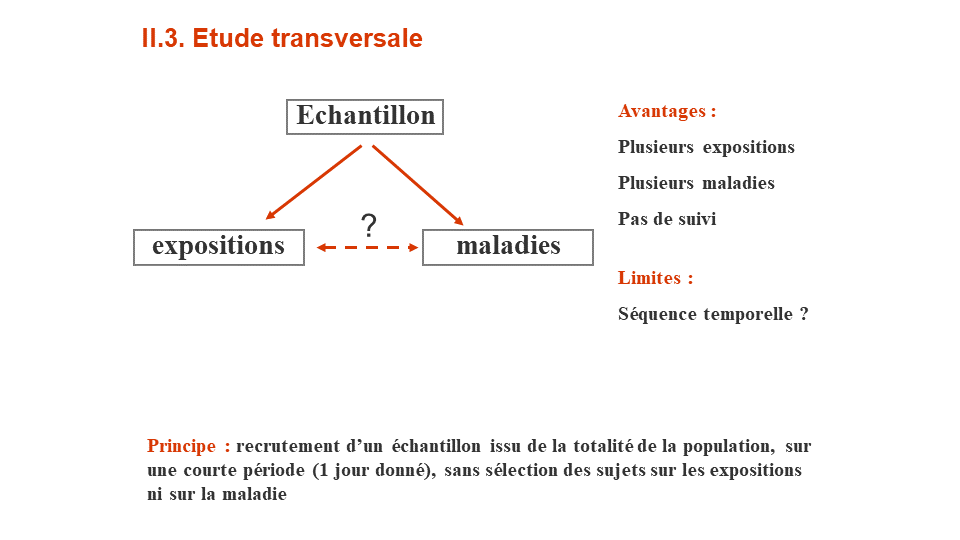 II.3. Etude transversale
Echantillon
?
expositions
maladies
Avantages :
Plusieurs expositions
Plusieurs maladies
Pas de suivi
Limites :
Séquence temporelle ?
Principe : recrutement d’un échantillon issu de la totalité de la population, sur
une courte période (1 jour donné), sans sélection des sujets sur les expositions
ni sur la maladie